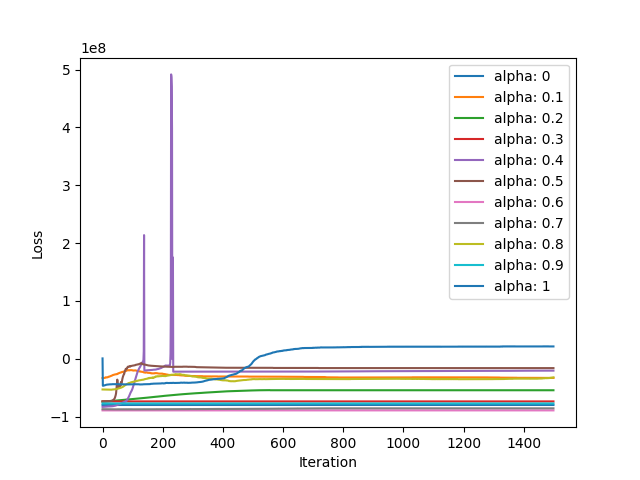 1e8
5
4
3
2
1
0
−1
0
200
400
600
800
1000
1200
1400
Loss
Iteration
alpha: 0
alpha: 0.1
alpha: 0.2
alpha: 0.3
alpha: 0.4
alpha: 0.5
alpha: 0.6
alpha: 0.7
alpha: 0.8
alpha: 0.9
alpha: 1